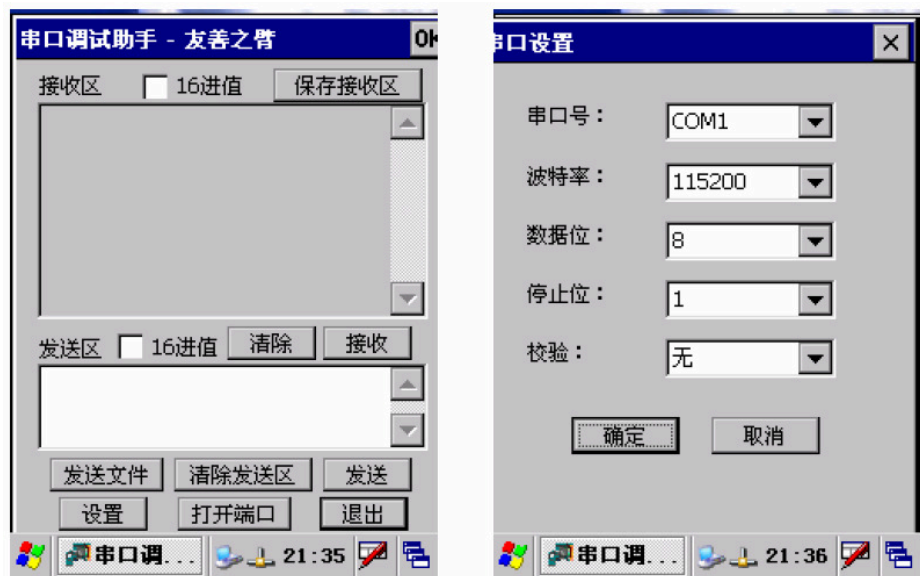 串口调试助手 - 友善之臂
OK
接收区 16进值 保存接收区
发送区 16进值 清除 接收
发送文件 清除发送区 发送
设置 打开端口 退出
串口调... 21:35
串口设置
串口号： COM1
波特率： 115200
数据位： 8
停止位： 1
校验： 无
确定 取消
串口调... 21:36